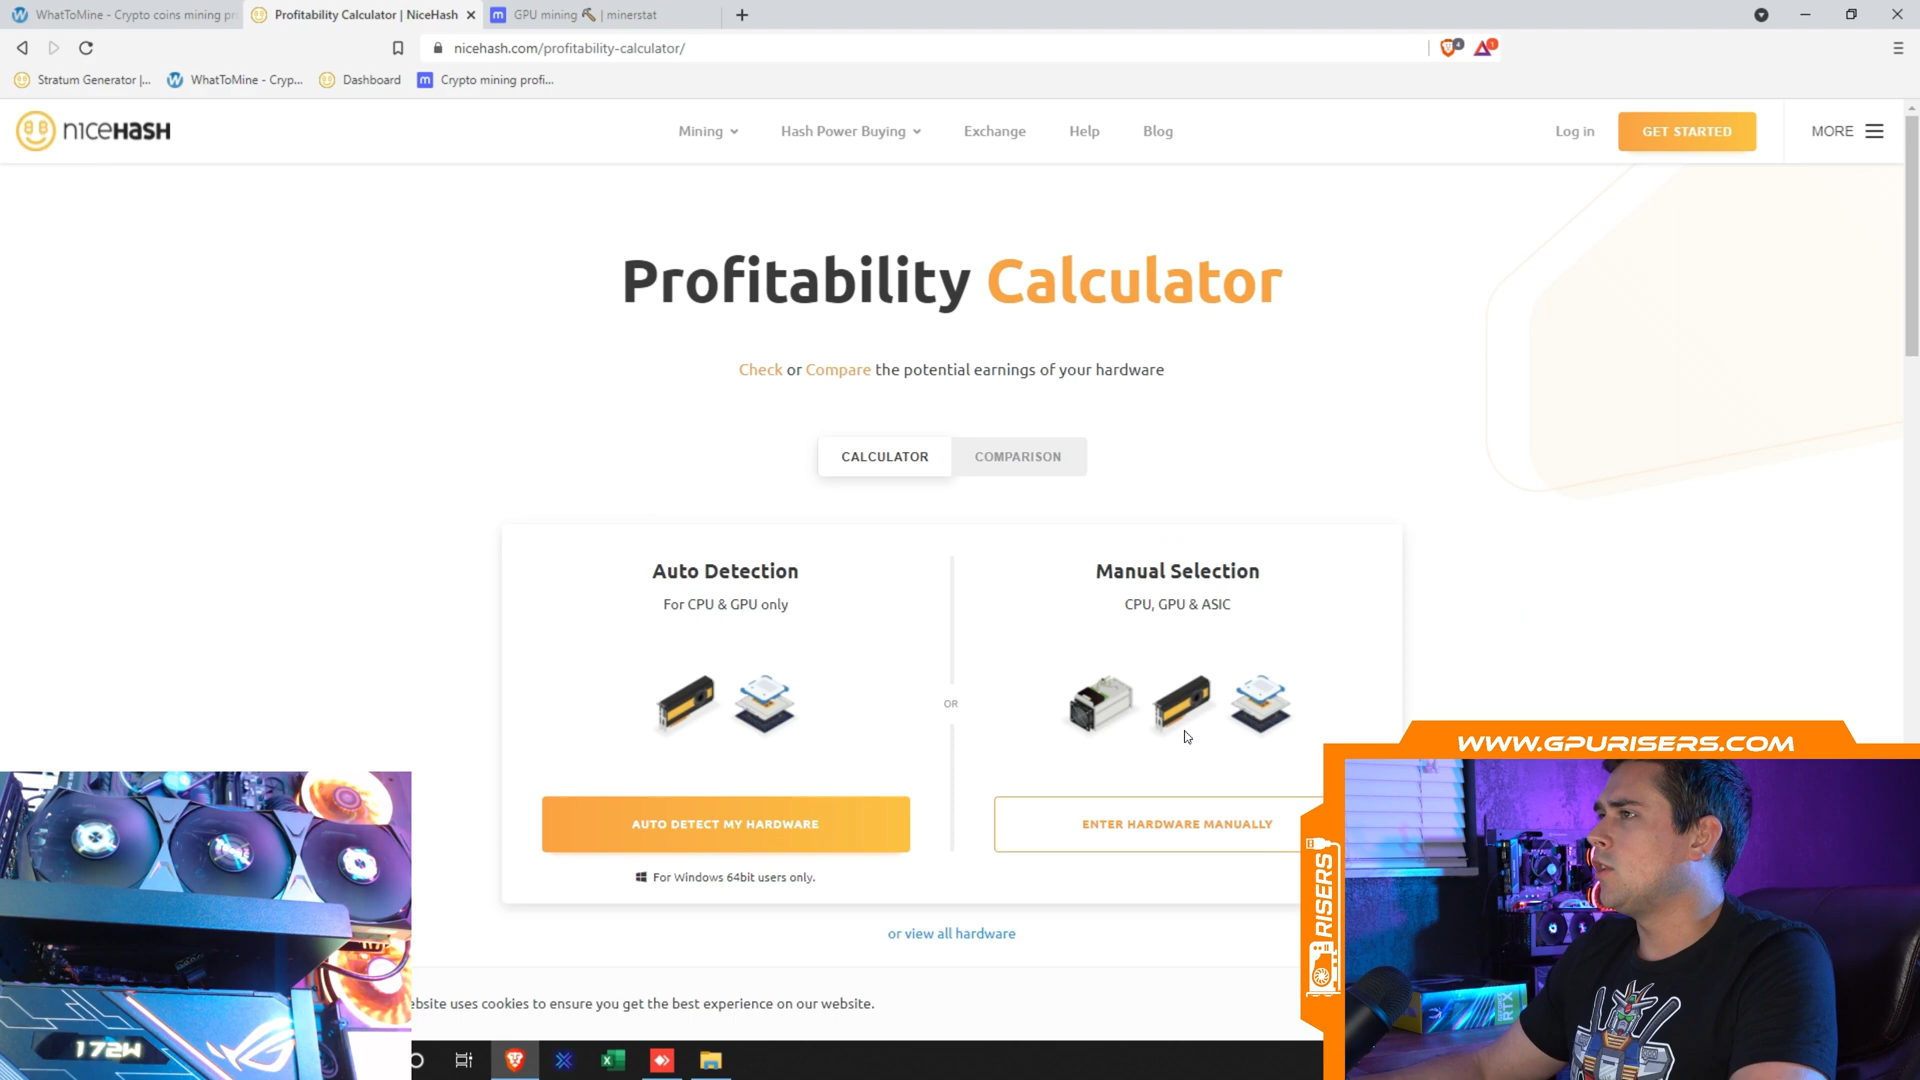 WhatToMine - Crypto coins mining pr
Profitability Calculator | NiceHash
GPU mining | minerstat
nicehash.com/profitability-calculator/
4
1
Stratum Generator |...
WhatToMine - Cryp...
Dashboard
Crypto mining profi...
nıceHASH
Mining
Hash Power Buying
Exchange
Help
Blog
Log in
GET STARTED
MORE
Profitability Calculator
Check or Compare the potential earnings of your hardware
CALCULATOR
COMPARISON
Auto Detection
For CPU & GPU only
OR
Manual Selection
CPU, GPU & ASIC
AUTO DETECT MY HARDWARE
ENTER HARDWARE MANUALLY
For Windows 64bit users only.
or view all hardware
ebsite uses cookies to ensure you get the best experience on our website.
WWW.GPURISERS.COM
RISERS
172W
RTX